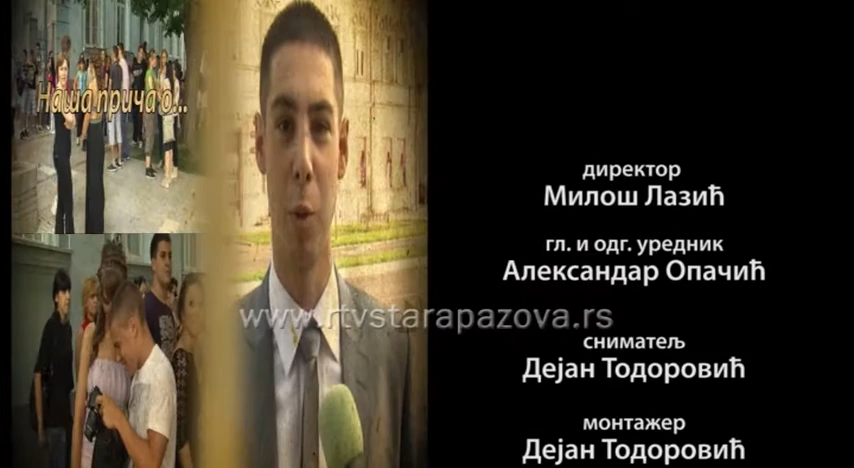 Наша прича о...
директор
Милош Лазић
гл. и одг. уредник
Александар Опачић
www.rtvstarapazova.rs
сниматељ
Дејан Тодоровић
монтажер
Дејан Тодоровић